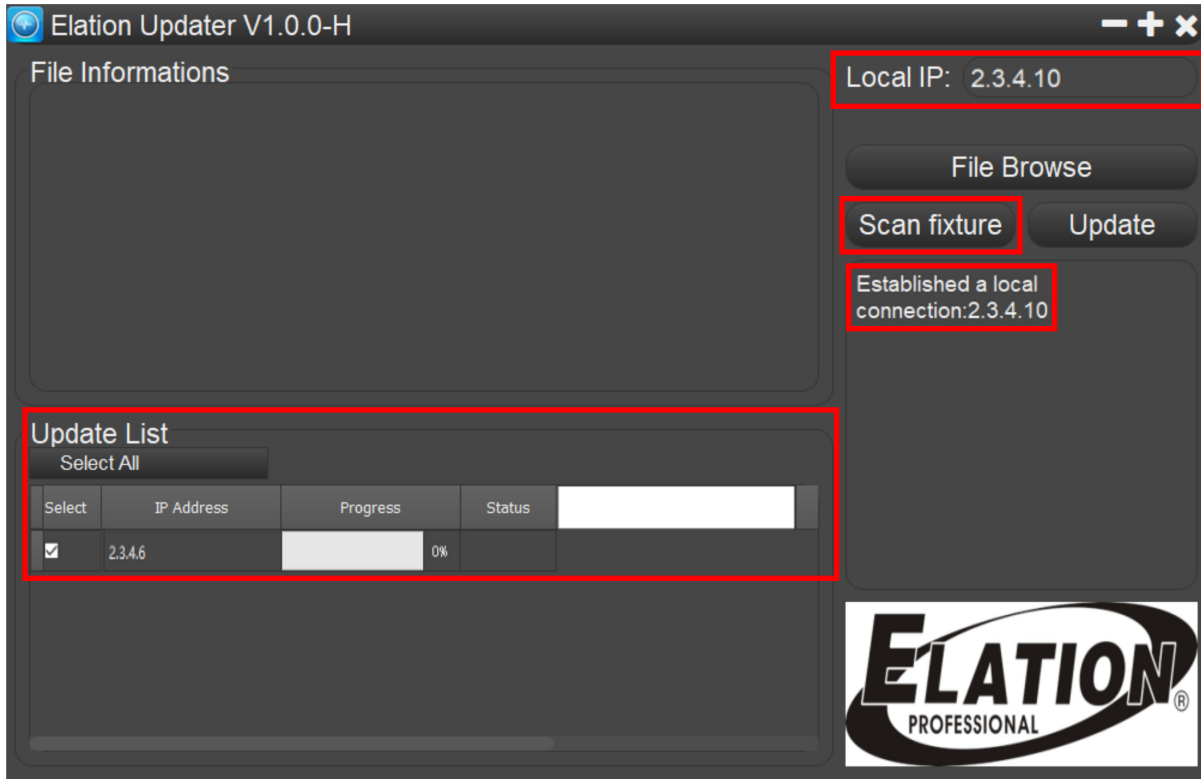 Elation Updater V1.0.0-H
File Informations
Local IP: 2.3.4.10
File Browse
Scan fixture
Update
Established a local
connection:2.3.4.10
Update List
Select All
Select IP Address Progress Status
2.3.4.6 0%
ELATION®
PROFESSIONAL